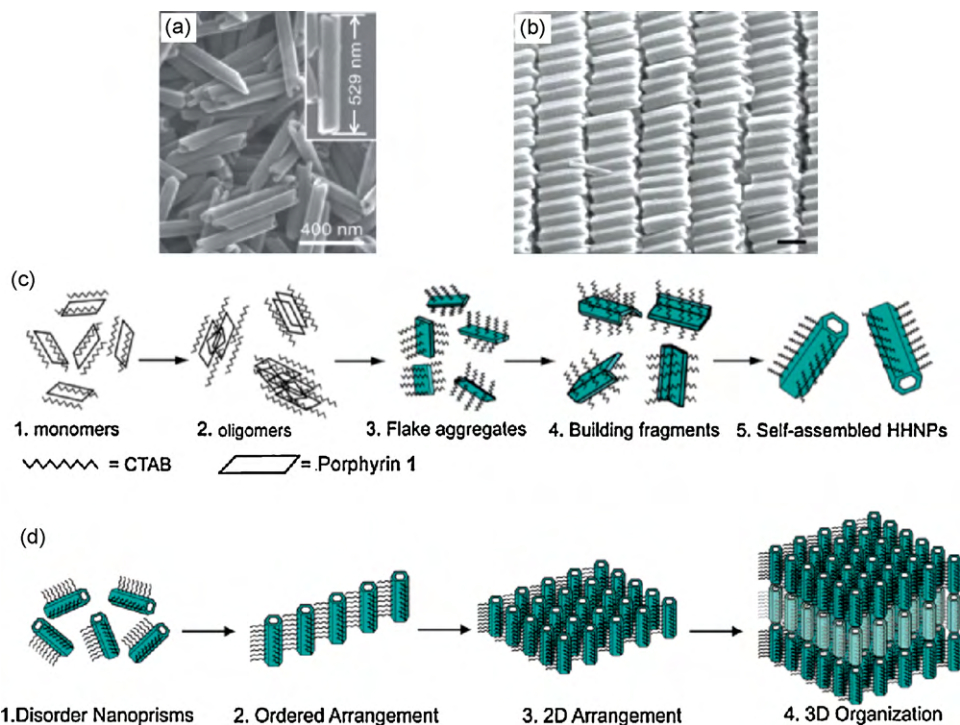 (a)
529 nm
400 nm
(b)
(c)
1. monomers
2. oligomers
3. Flake aggregates
4. Building fragments
5. Self-assembled HHNPs
= CTAB
= .Porphyrin 1
(d)
1.Disorder Nanoprisms
2. Ordered Arrangement
3. 2D Arrangement
4. 3D Organization